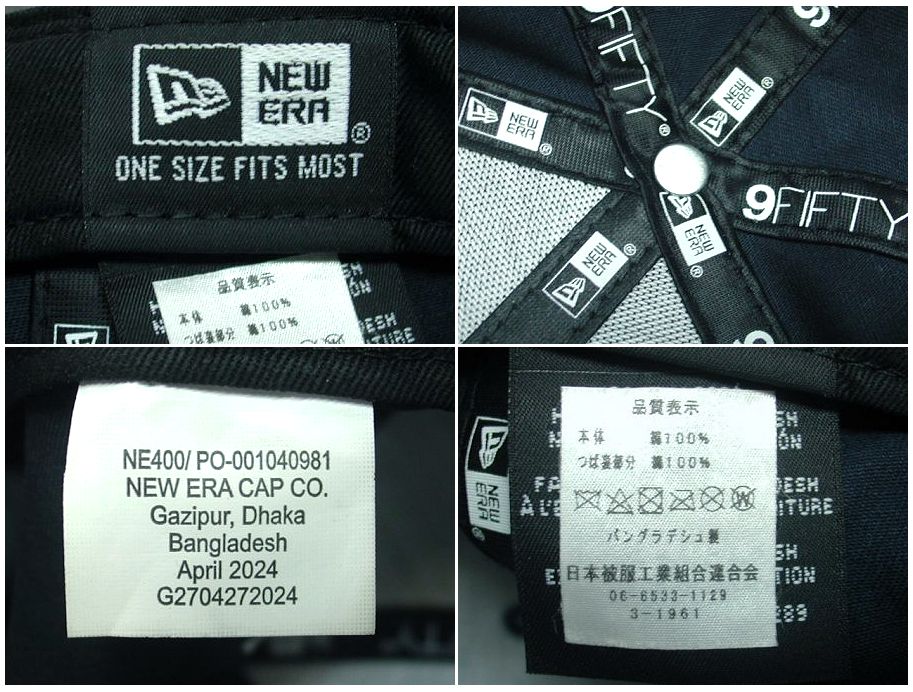 NEW
ERA
®
ONE SIZE FITS MOST
品質表示
本体 綿100%
つば裏部分 綿100%
9FIFTY®
NEW
ERA
®
NEW
ERA
®
9FIFTY
NEW
ERA
®
NEW
ERA
®
NE400/ PO-001040981
NEW ERA CAP CO.
Gazipur, Dhaka
Bangladesh
April 2024
G2704272024
NEW
ERA
品質表示
本体 綿100%
つば裏部分 綿100%
バングラデシュ製
日本被服工業組合連合会
06-6533-1129
3-1961